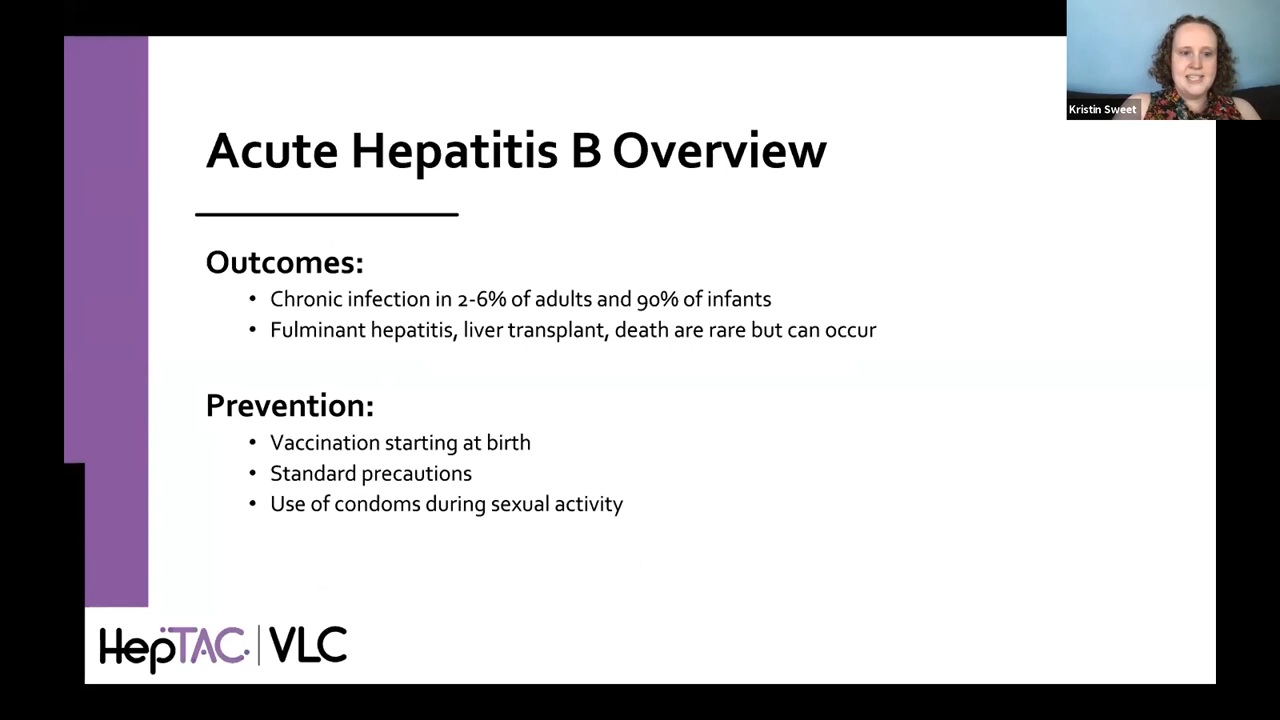 Kristin Sweet
Acute Hepatitis B Overview
Outcomes:
• Chronic infection in 2-6% of adults and 90% of infants
• Fulminant hepatitis, liver transplant, death are rare but can occur
Prevention:
• Vaccination starting at birth
• Standard precautions
• Use of condoms during sexual activity
HepTAC | VLC